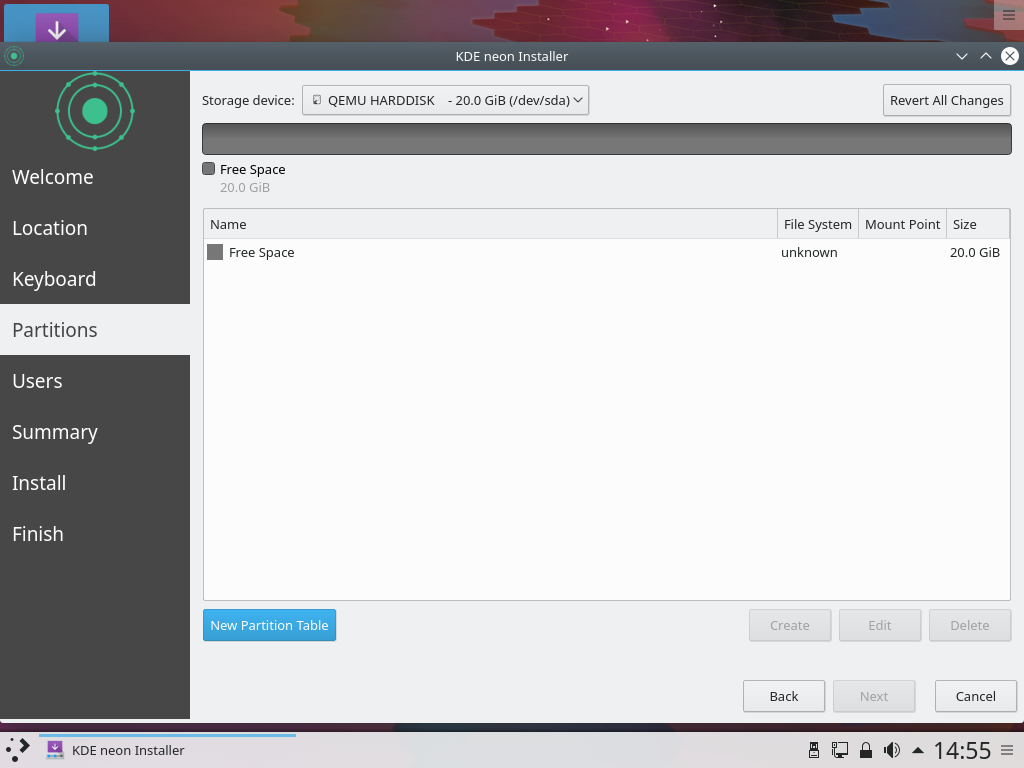 KDE neon Installer
Welcome
Location
Keyboard
Partitions
Users
Summary
Install
Finish
Storage device: QEMU HARDDISK - 20.0 GiB (/dev/sda) Revert All Changes
Free Space
20.0 GiB
Name File System Mount Point Size
Free Space unknown 20.0 GiB
New Partition Table Create Edit Delete
Back Next Cancel
KDE neon Installer 14:55